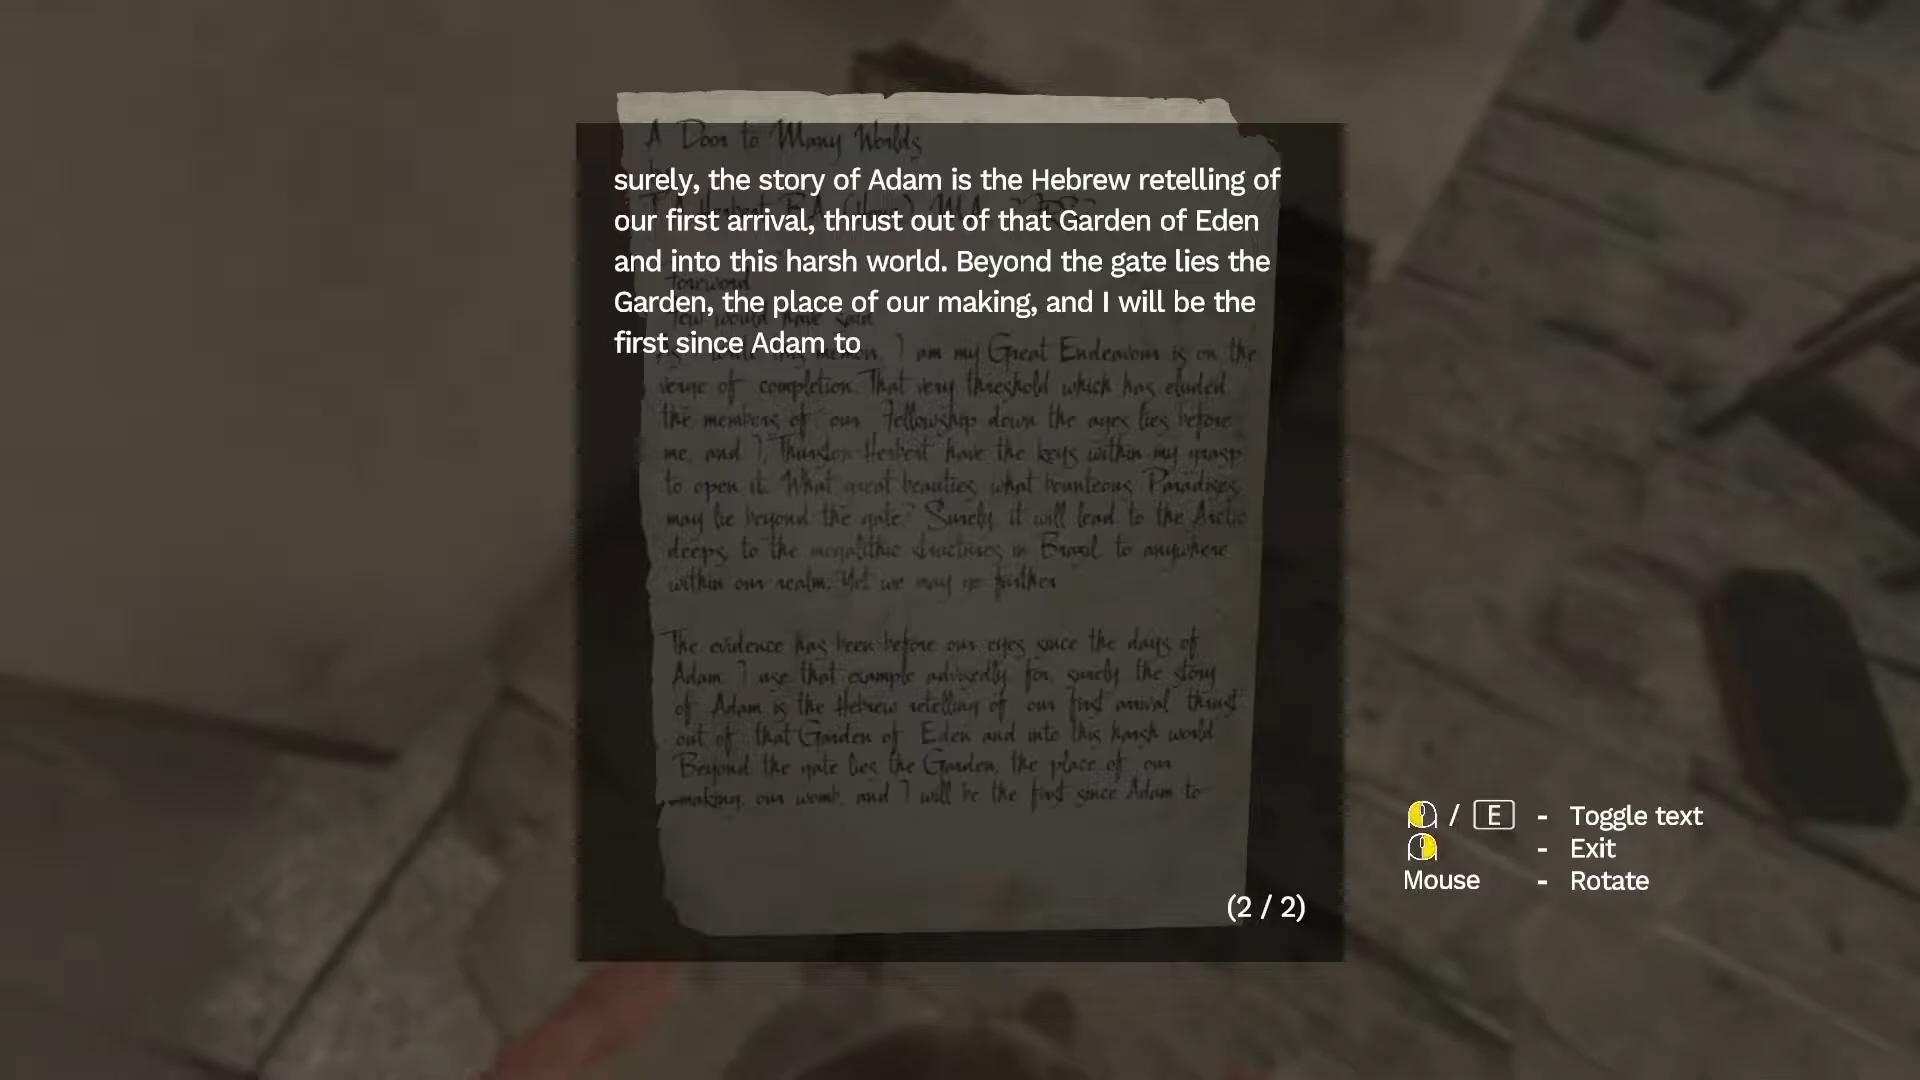 A Door to Many Worlds
surely, the story of Adam is the Hebrew retelling of
our first arrival, thrust out of that Garden of Eden
and into this harsh world. Beyond the gate lies the
Garden, the place of our making, and I will be the
first since Adam to
Foreword
Few would have said
I am my Great Endeavour is on the
verge of completion. That very threshold which has eluded
the members of our Fellowship down the ages lies before
me, and I, Thurston Herbert have the keys within my grasp
to open it. What great beauties, what bounteous Paradises
may lie beyond the gate? Surely it will lead to the Arctic
deeps, to the megalithic structures in Brazil to anywhere
within our realm. Yet we may go further
The evidence has been before our eyes since the days of
Adam. I use that example advisedly for, surely the story
of Adam is the Hebrew retelling of our first arrival thrust
out of that Garden of Eden and into this harsh world
Beyond the gate lies the Garden, the place of our
making, our womb, and I will be the first since Adam to
(2 / 2)
/ E - Toggle text
- Exit
Mouse - Rotate